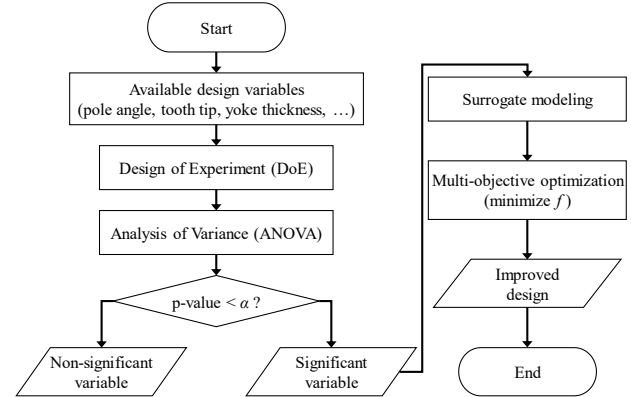 Start
Available design variables
(pole angle, tooth tip, yoke thickness, …)
Design of Experiment (DoE)
Analysis of Variance (ANOVA)
p-value < α ?
Non-significant
variable
Significant
variable
Surrogate modeling
Multi-objective optimization
(minimize f )
Improved
design
End